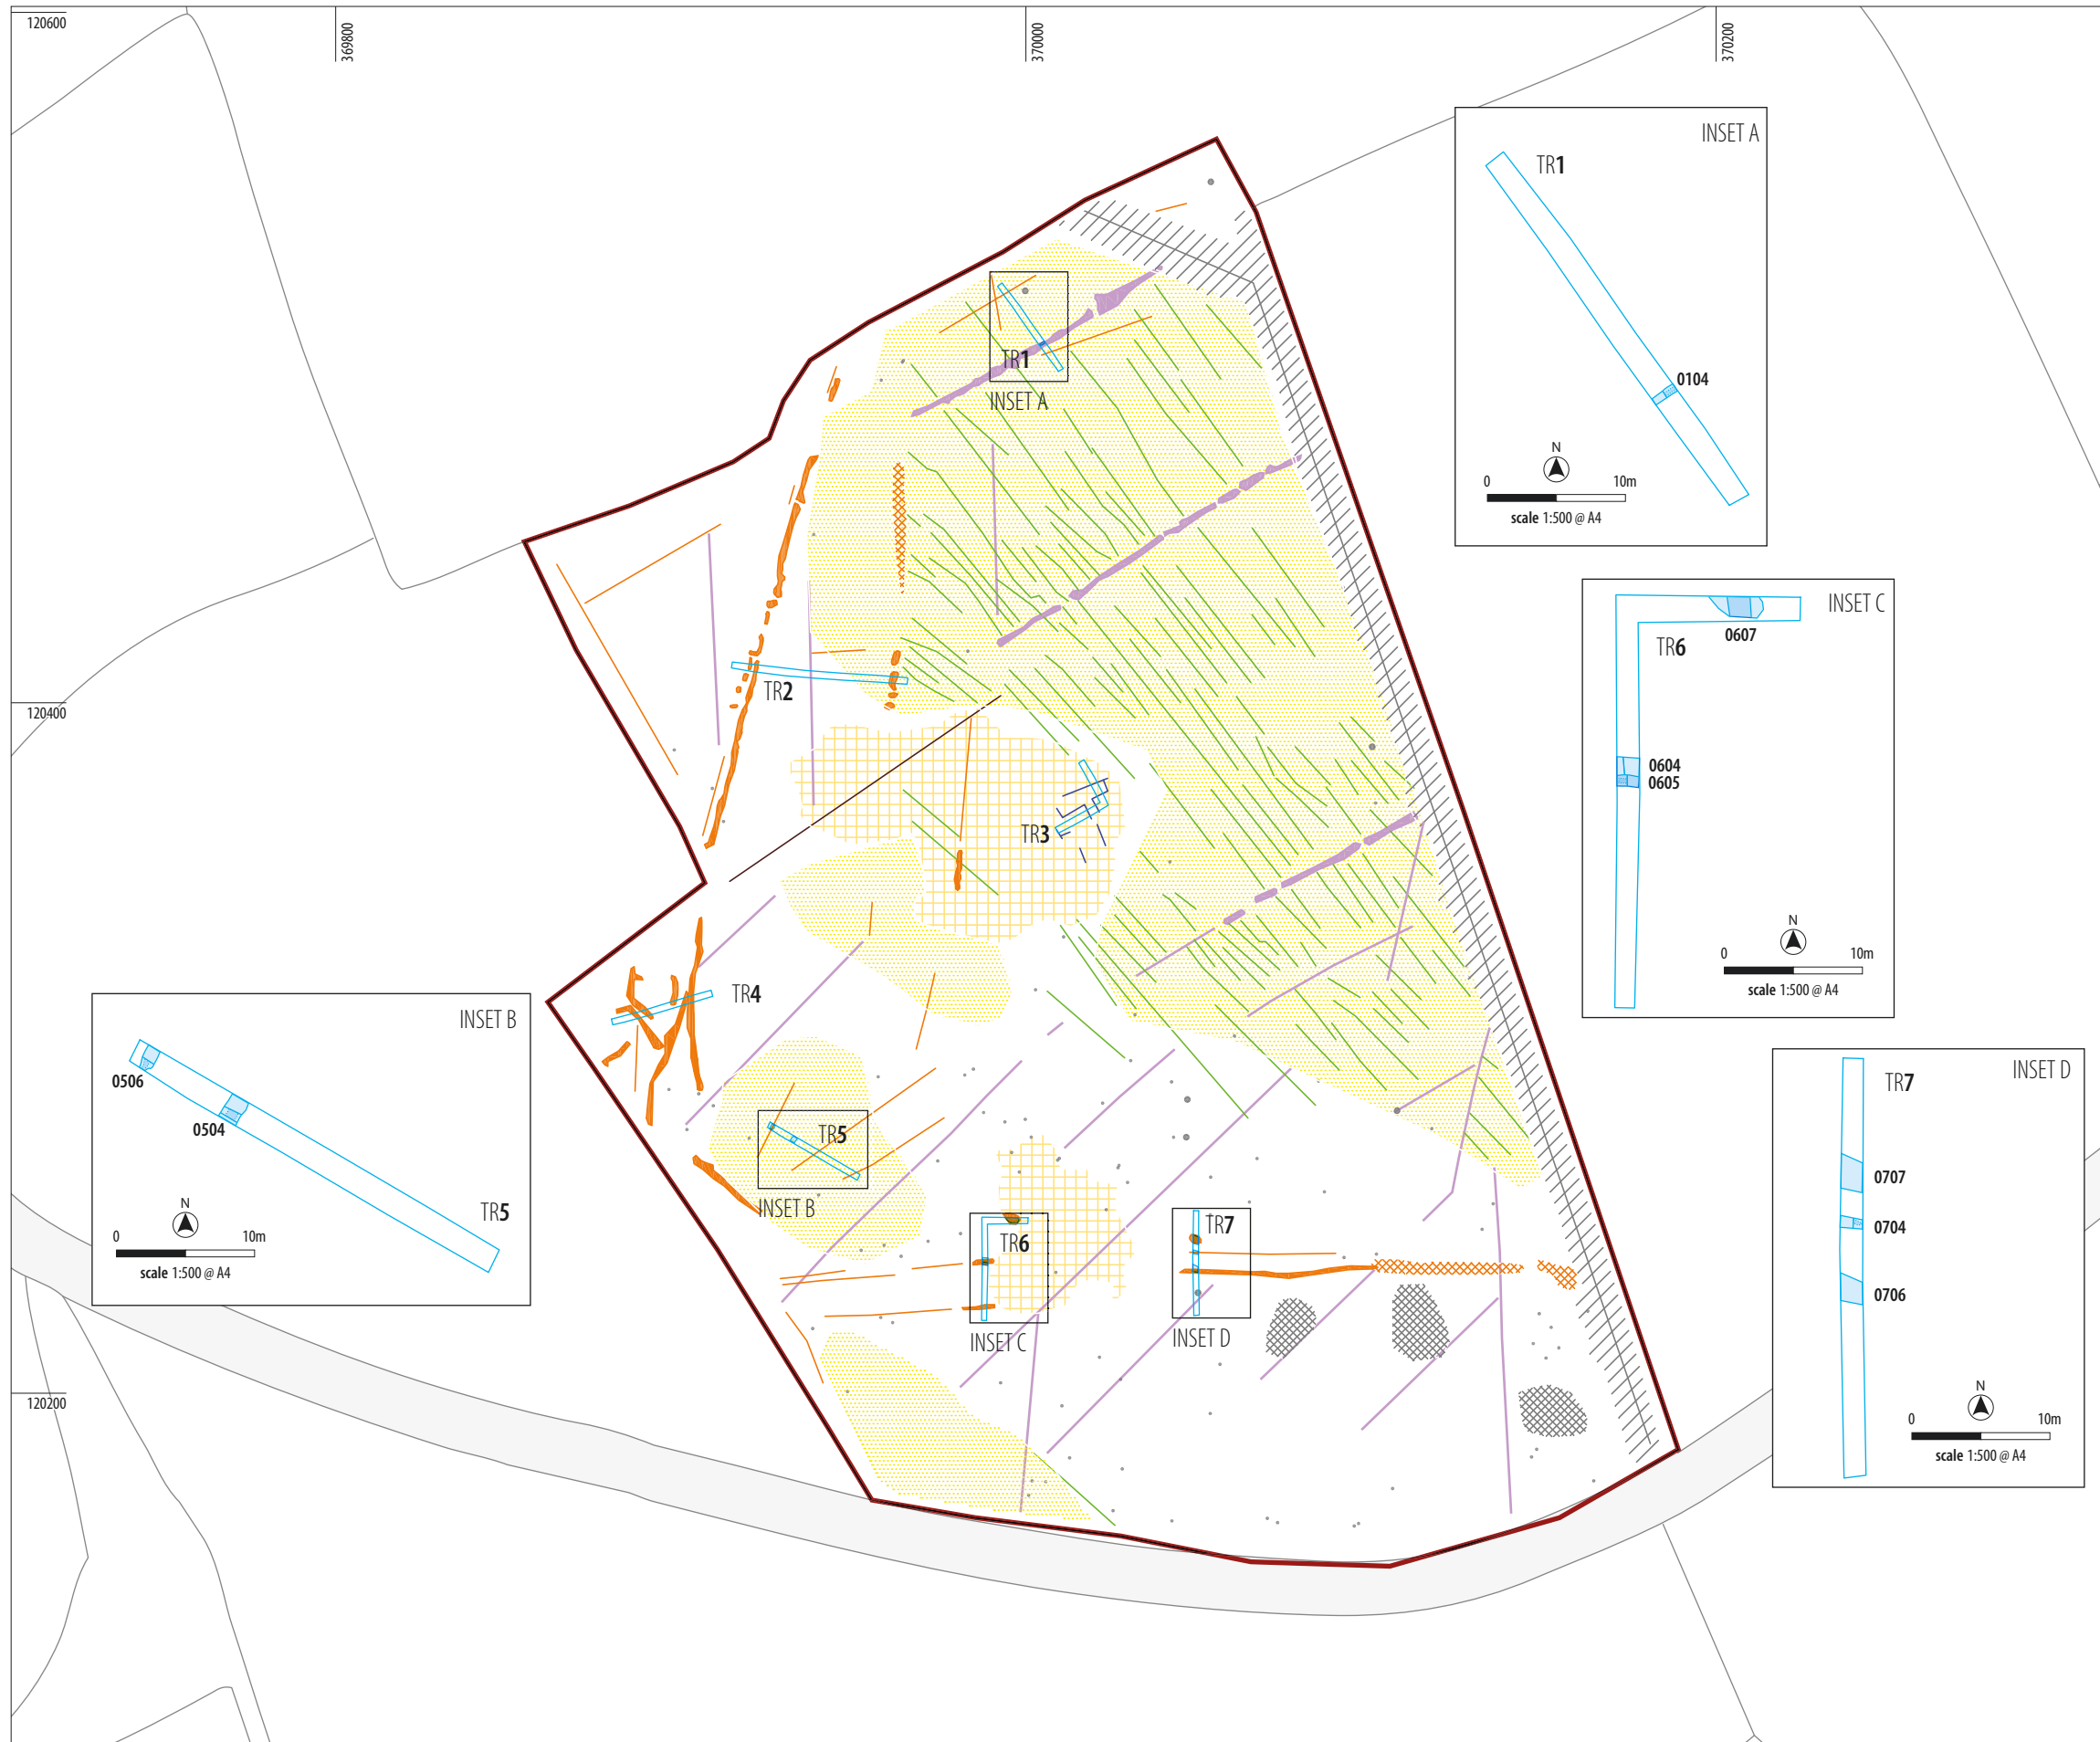 120600
369800
370000
370200
INSET A
TR1
0104
N
0 10m
scale 1:500 @ A4
TR1
INSET A
INSET C
0607
TR6
0604
0605
N
0 10m
scale 1:500 @ A4
TR2
120400
TR3
TR4
INSET B
0506
0504
TR5
N
0 10m
scale 1:500 @ A4
TR5
INSET B
TR6
INSET C
TR7
INSET D
INSET D
TR7
0707
0704
0706
N
0 10m
scale 1:500 @ A4
120200